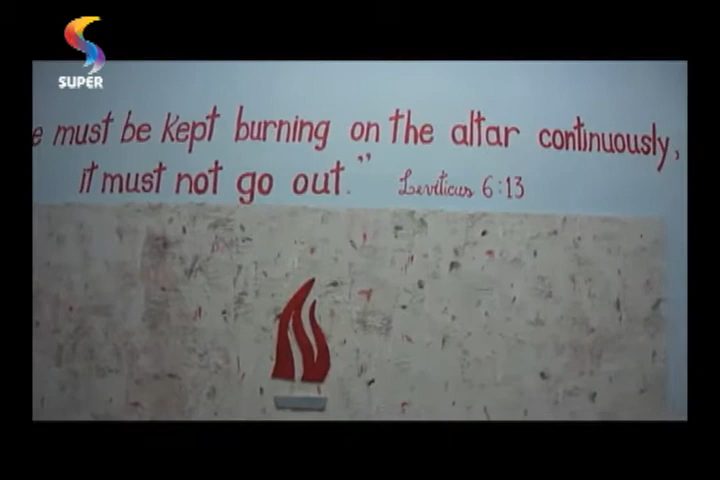 SUPER
e must be kept burning on the altar continuously,
it must not go out." Leviticus 6:13